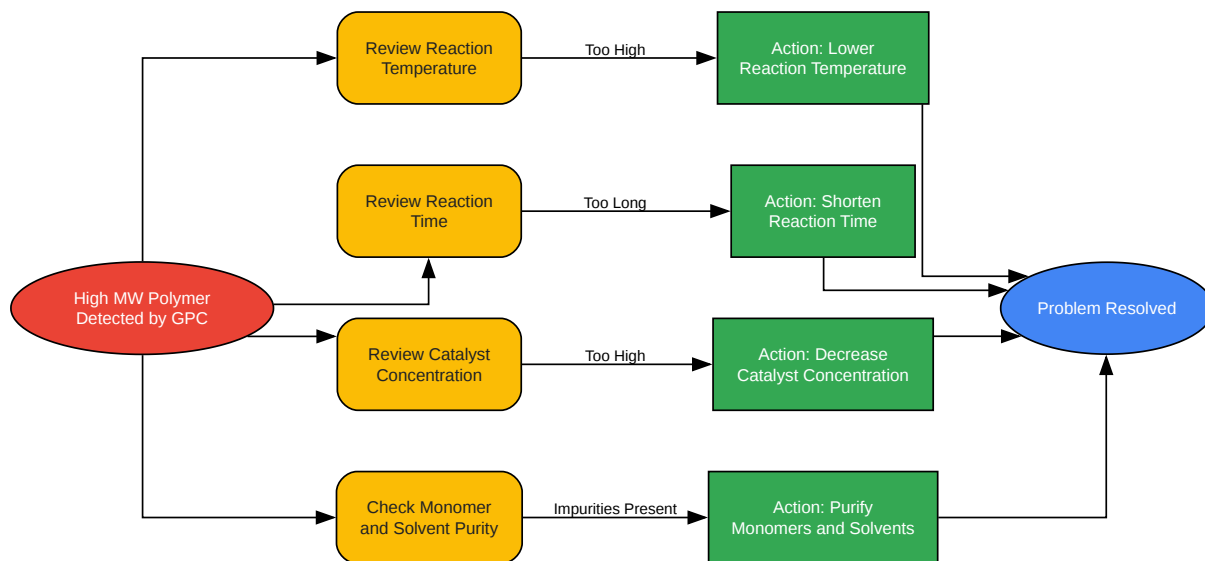 Review Reaction
Temperature
Too High
Action: Lower
Reaction Temperature
Review Reaction
Time
Too Long
Action: Shorten
Reaction Time
High MW Polymer
Detected by GPC
Problem Resolved
Review Catalyst
Concentration
Too High
Action: Decrease
Catalyst Concentration
Check Monomer
and Solvent Purity
Impurities Present
Action: Purify
Monomers and Solvents